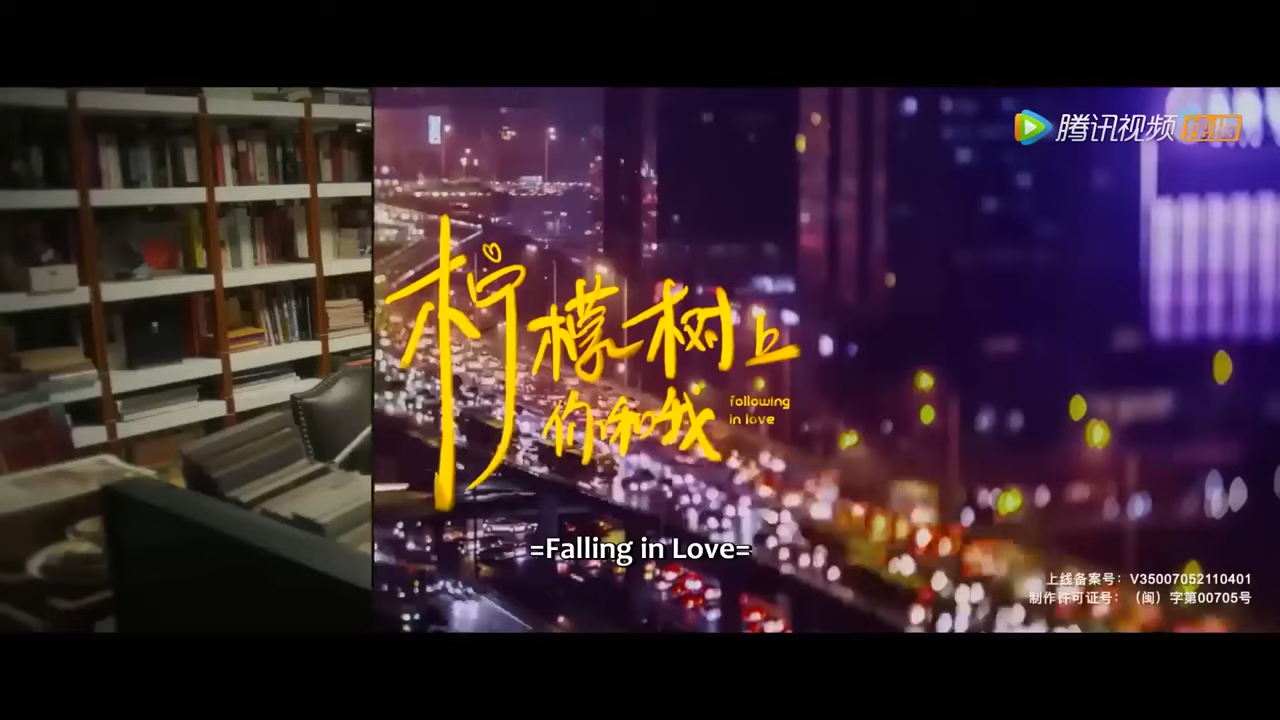 腾讯视频 独播
柠檬树上
你和我
following
in love
=Falling in Love=
上线备案号：V35007052110401
制作许可证号：（闽）字第00705号